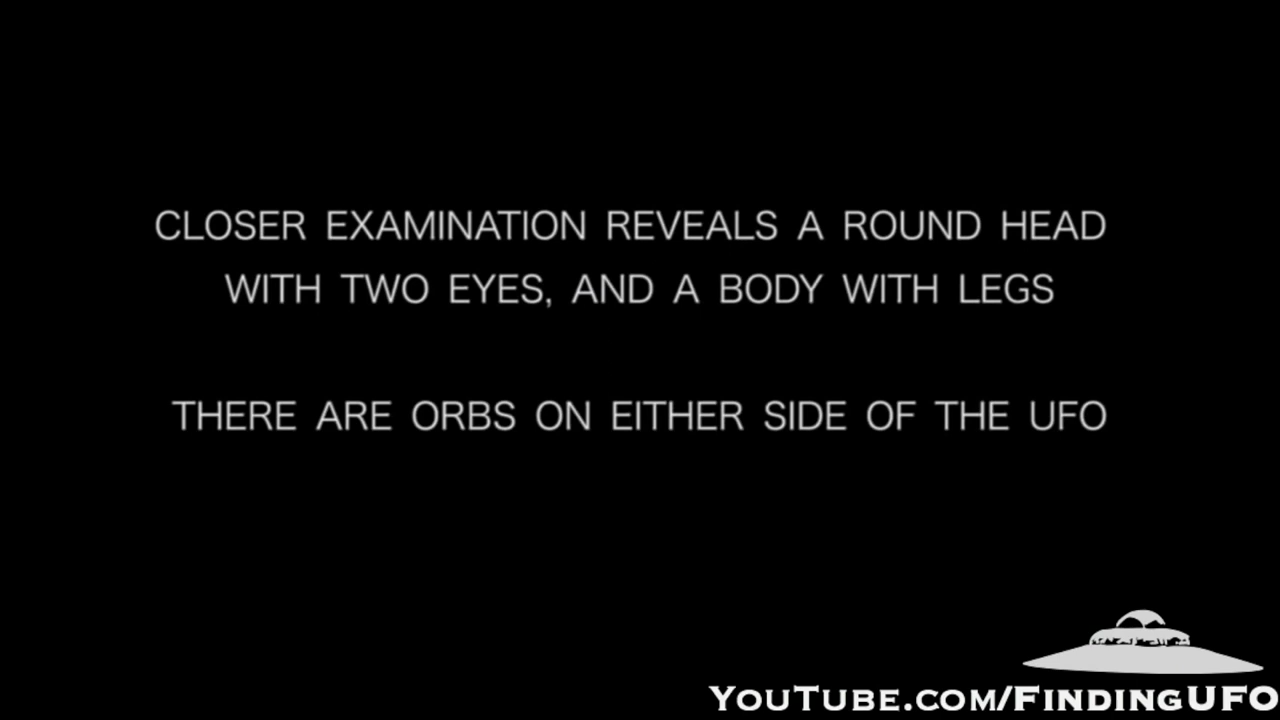 CLOSER EXAMINATION REVEALS A ROUND HEAD
WITH TWO EYES, AND A BODY WITH LEGS
THERE ARE ORBS ON EITHER SIDE OF THE UFO
YOUTUBE.COM/FINDINGUFO